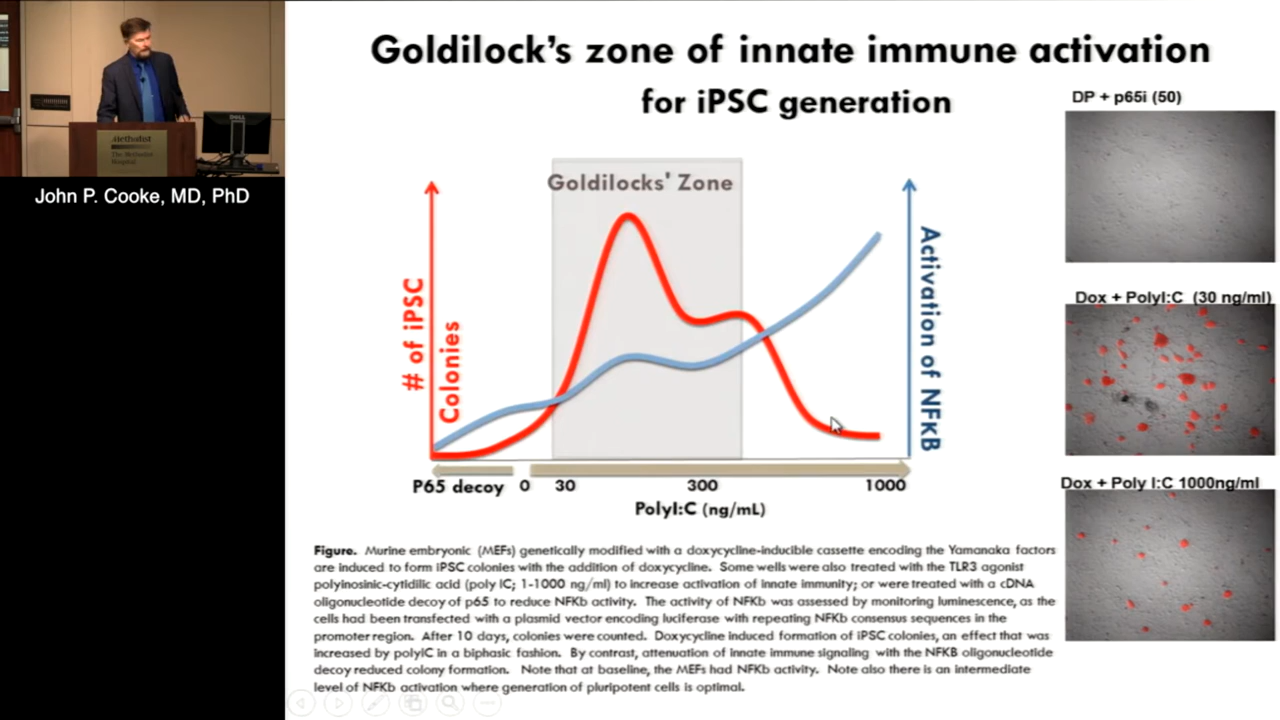 Goldilock's zone of innate immune activation
for iPSC generation
Methodist
The Methodist
Hospital
DELL
John P. Cooke, MD, PhD
Goldilocks' Zone
# of iPSC
Colonies
Activation of NFKB
P65 decoy 0 30 300 1000
PolyI:C (ng/mL)
DP + p65i (50)
Dox + PolyI:C (30 ng/ml)
Dox + Poly I:C 1000ng/ml
Figure. Murine embryonic (MEFs) genetically modified with a doxycycline-inducible cassette encoding the Yamanaka factors
are induced to form iPSC colonies with the addition of doxycycline. Some wells were also treated with the TLR3 agonist
polyinosinic-cytidilic acid (poly IC; 1-1000 ng/ml) to increase activation of innate immunity; or were treated with a cDNA
oligonucleotide decoy of p65 to reduce NFKb activity. The activity of NFKb was assessed by monitoring luminescence, as the
cells had been transfected with a plasmid vector encoding luciferase with repeating NFKb consensus sequences in the
promoter region. After 10 days, colonies were counted. Doxycycline induced formation of iPSC colonies, an effect that was
increased by polyIC in a biphasic fashion. By contrast, attenuation of innate immune signaling with the NFKB oligonucleotide
decoy reduced colony formation. Note that at baseline, the MEFs had NFKb activity. Note also there is an intermediate
level of NFKb activation where generation of pluripotent cells is optimal.